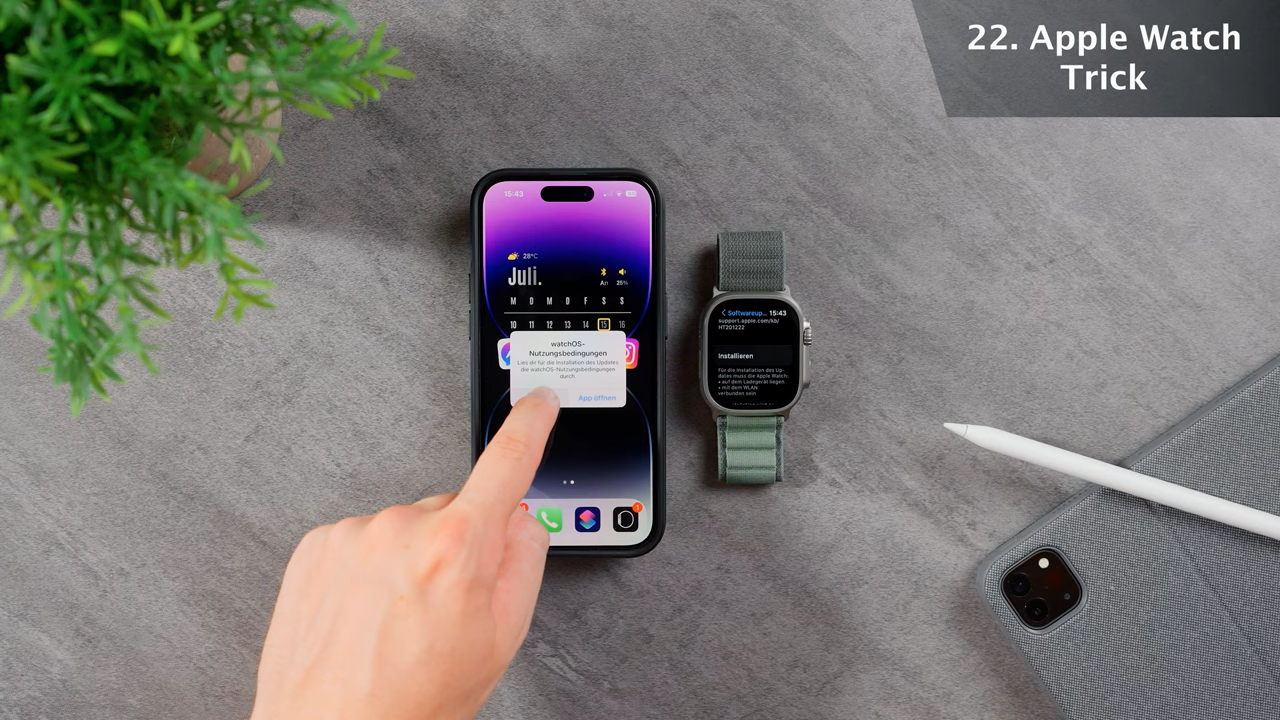 22. Apple Watch
Trick
15:43
28°C
Juli.
An
25%
M D M D F S S
10 11 12 13 14 15 16
watchOS-
Nutzungsbedingungen
Lies dir für die Installation des Updates
die watchOS-Nutzungsbedingungen
durch.
App öffnen
1
Softwareup... 15:43
support.apple.com/kb/
HT201222
Installieren
Für die Installation des Up-
dates muss die Apple Watch:
• auf dem Ladegerät liegen
• mit dem WLAN
verbunden sein